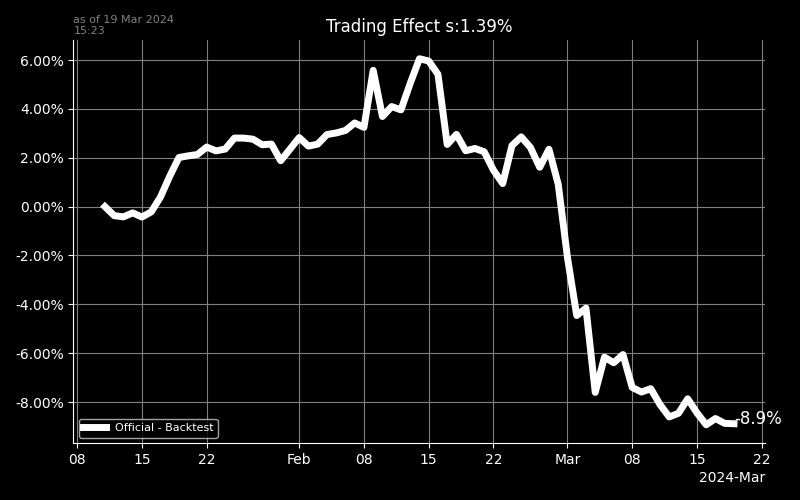 as of 19 Mar 2024
15:23
Trading Effect s:1.39%
6.00%
4.00%
2.00%
0.00%
-2.00%
-4.00%
-6.00%
-8.00%
-8.9%
Official - Backtest
08 15 22 Feb 08 15 22 Mar 08 15 22
2024-Mar